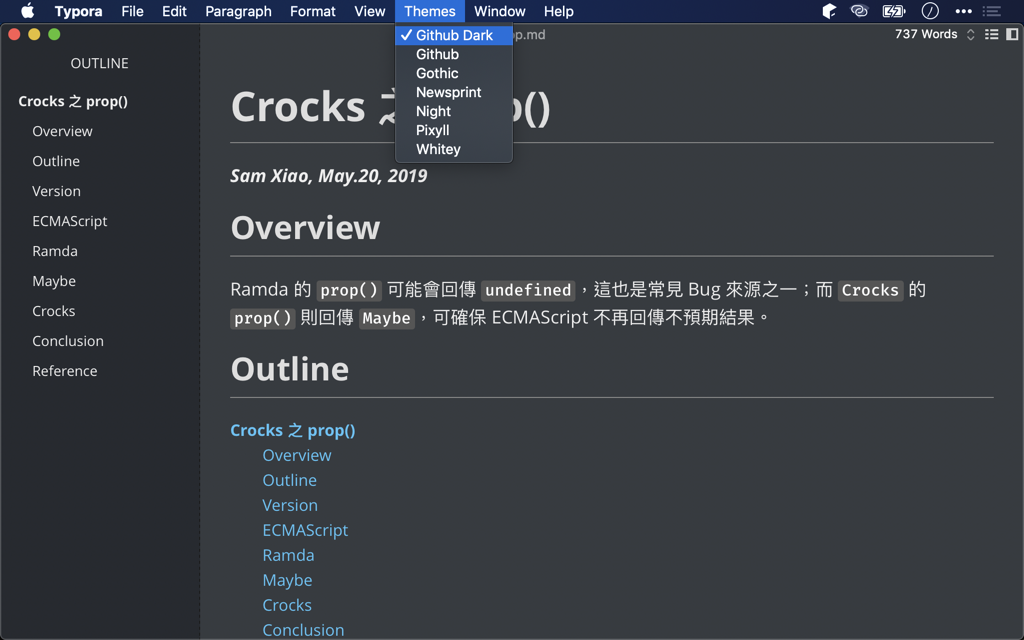 Typora File Edit Paragraph Format View Themes Window Help
Github Dark
Github
Gothic
Newsprint
Night
Pixyll
Whitey
op.md
737 Words
OUTLINE
Crocks 之 prop()
Overview
Outline
Version
ECMAScript
Ramda
Maybe
Crocks
Conclusion
Reference
Crocks p()
Sam Xiao, May.20, 2019
Overview
Ramda 的 prop() 可能會回傳 undefined，這也是常見 Bug 來源之一；而 Crocks 的
prop() 則回傳 Maybe，可確保 ECMAScript 不再回傳不預期結果。
Outline
Crocks 之 prop()
Overview
Outline
Version
ECMAScript
Ramda
Maybe
Crocks
Conclusion